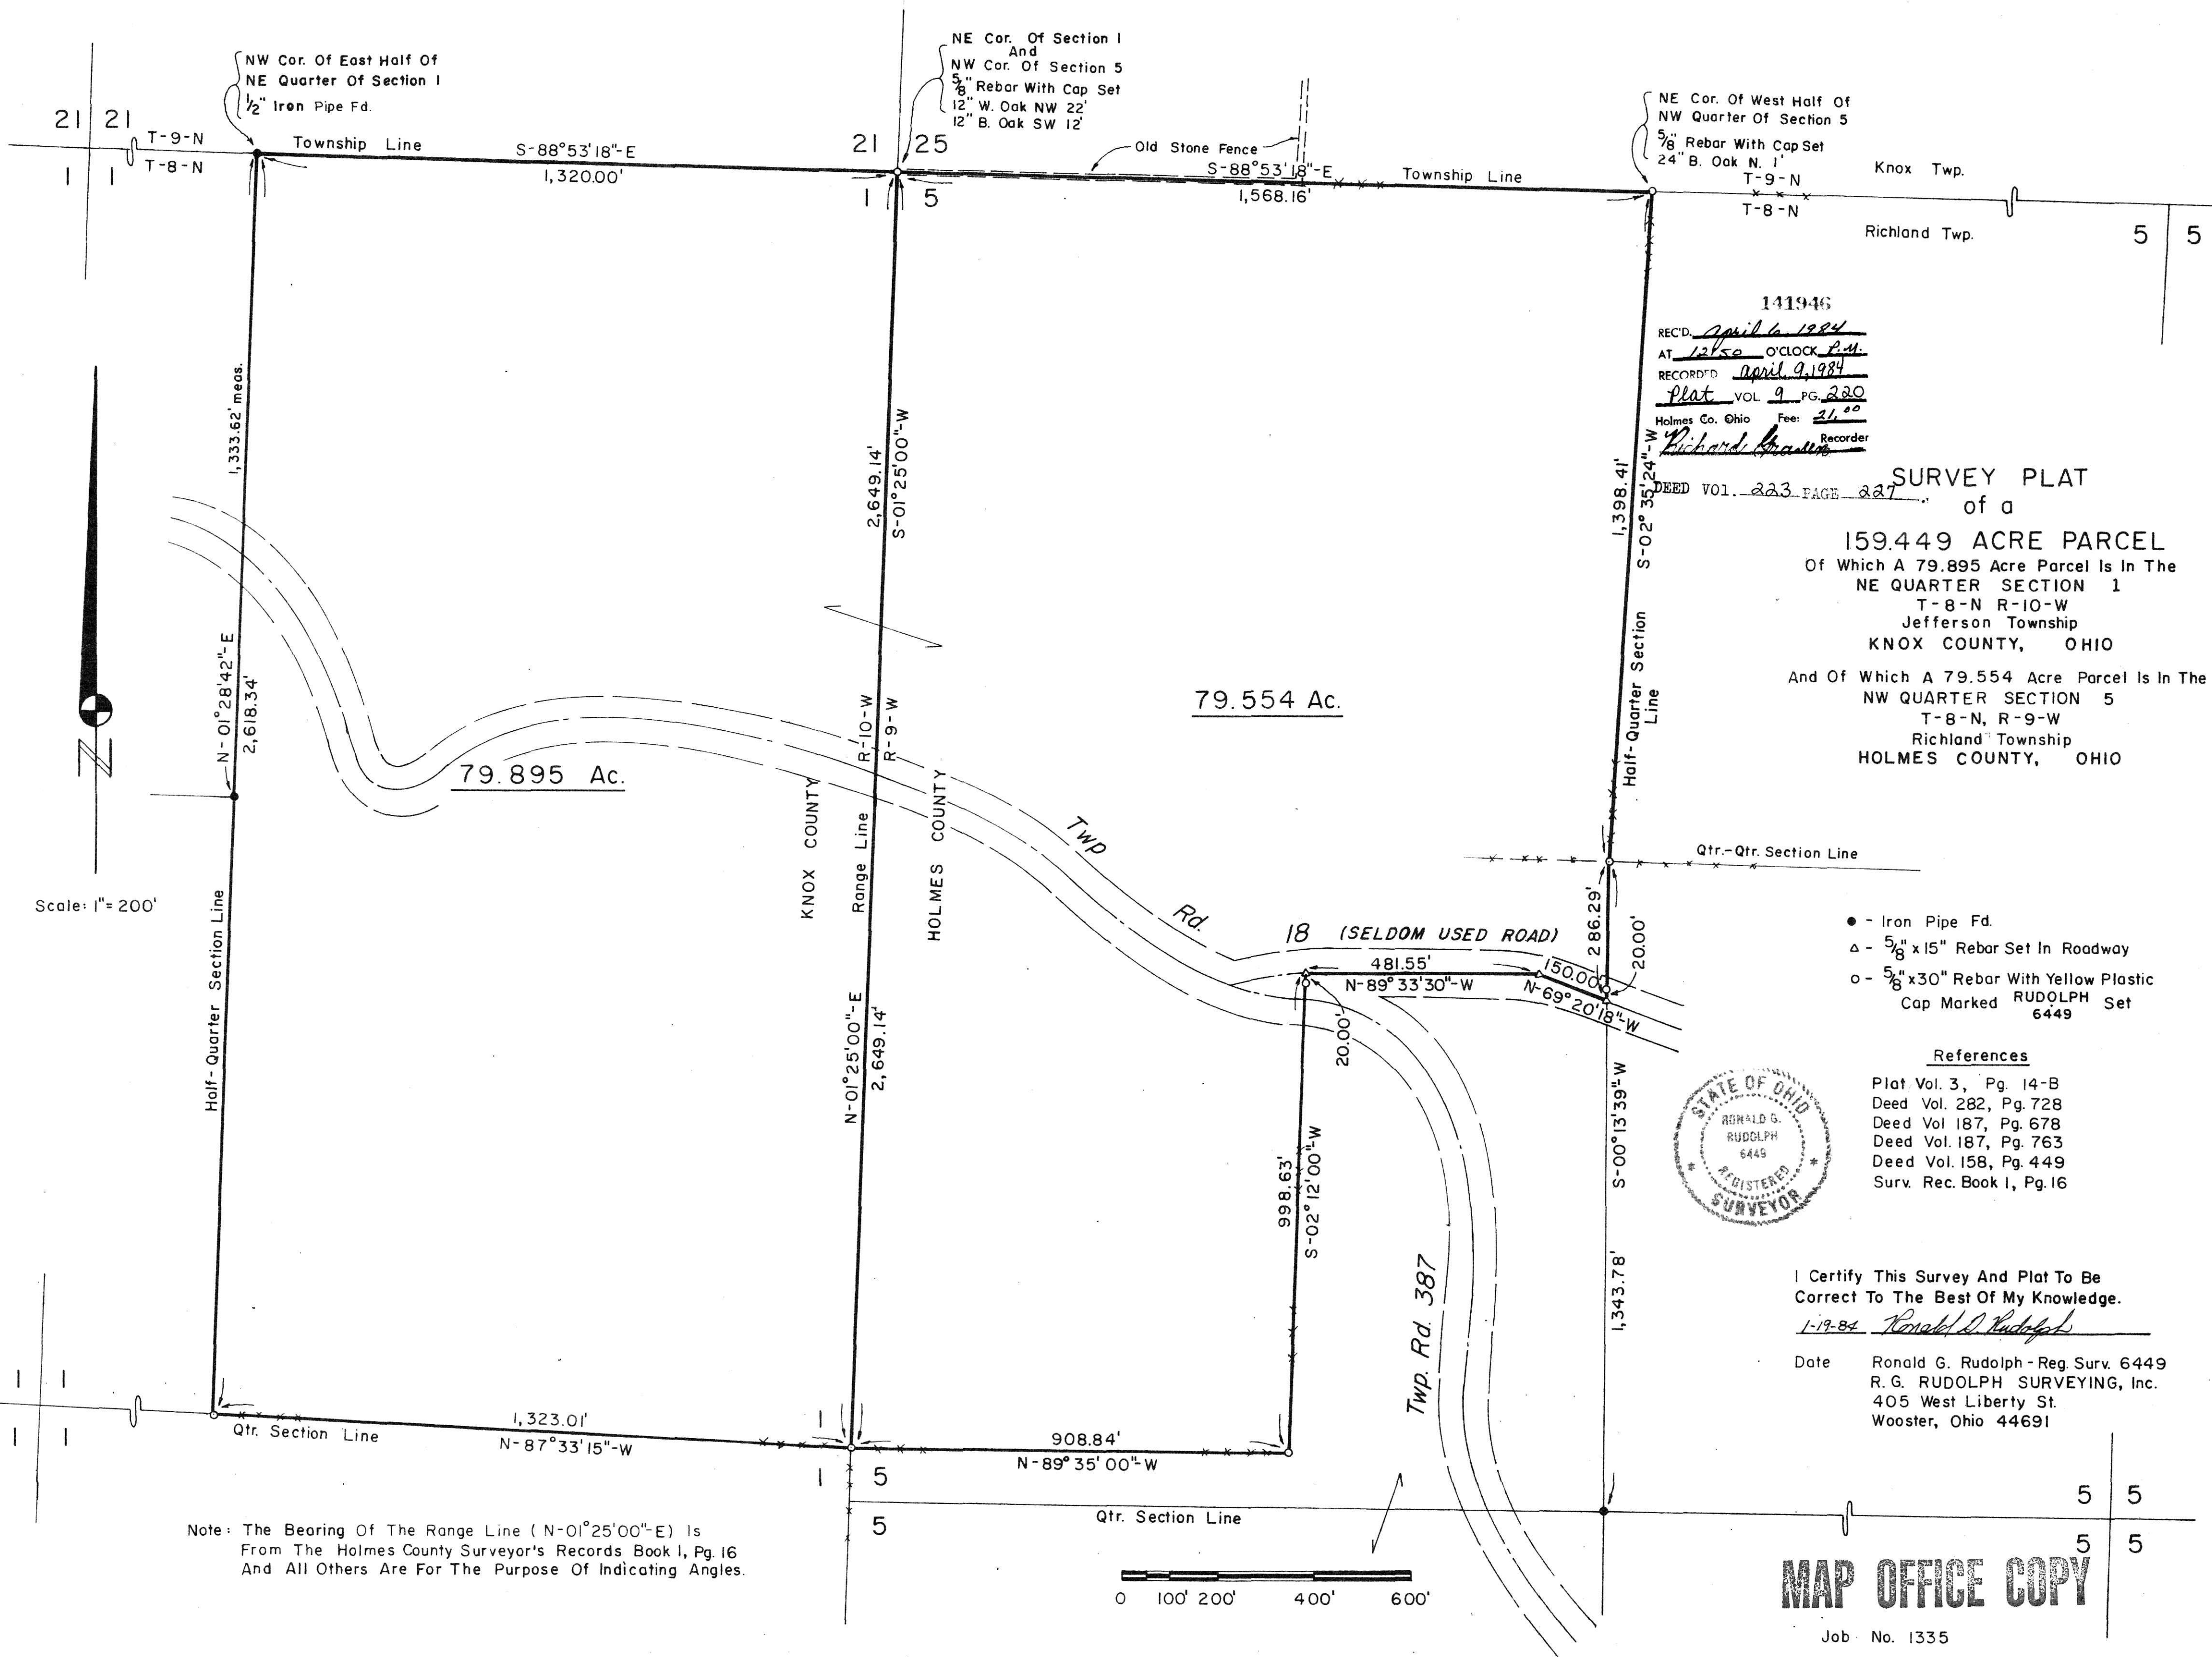 NW Cor. Of East Half Of
NE Quarter Of Section 1
1/2" Iron Pipe Fd.
NE Cor. Of Section 1
And
NW Cor. Of Section 5
5/8" Rebar With Cap Set
12" W. Oak NW 22'
12" B. Oak SW 12'
NE Cor. Of West Half Of
NW Quarter Of Section 5
5/8" Rebar With Cap Set
24" B. Oak N. 1'
21 21
T-9-N
T-8-N
1 1
Township Line
S-88°53'18"-E
1,320.00'
21 25
1 5
Old Stone Fence
S-88°53'18"-E
1,568.16'
Township Line
T-9-N
T-8-N
Knox Twp.
Richland Twp.
5 5
141946
REC'D. April 6, 1984
AT 12:50 O'CLOCK P.M.
RECORDED April 9, 1984
Plat VOL. 9 PG. 220
Holmes Co. Ohio Fee: 21.00
Richard Recorder
DEED VOL. 223 PAGE 227
SURVEY PLAT
of a
159.449 ACRE PARCEL
Of Which A 79.895 Acre Parcel Is In The
NE QUARTER SECTION 1
T-8-N R-10-W
Jefferson Township
KNOX COUNTY, OHIO
And Of Which A 79.554 Acre Parcel Is In The
NW QUARTER SECTION 5
T-8-N, R-9-W
Richland Township
HOLMES COUNTY, OHIO
1,333.62' meas.
N-01°28'42"-E
2,618.34'
Half-Quarter Section Line
Scale: 1"=200'
N
79.895 Ac.
2,649.14'
S-01°25'00"-W
R-10-W
R-9-W
KNOX COUNTY
Range Line
HOLMES COUNTY
N-01°25'00"-E
2,649.14'
79.554 Ac.
1,398.41'
S-02°35'24"-W
Half-Quarter Section
Line
Qtr.-Qtr. Section Line
Twp
Rd.
18 (SELDOM USED ROAD)
481.55'
N-89°33'30"-W
150.00'
N-69°20'18"-W
286.29'
20.00'
20.00'
998.63'
S-02°12'00"-W
S-00°13'39"-W
1,343.78'
Twp. Rd. 387
● - Iron Pipe Fd.
△ - 5/8" x 15" Rebar Set In Roadway
○ - 5/8" x 30" Rebar With Yellow Plastic
Cap Marked RUDOLPH 6449 Set
References
Plat Vol. 3, Pg. 14-B
Deed Vol. 282, Pg. 728
Deed Vol 187, Pg. 678
Deed Vol. 187, Pg. 763
Deed Vol. 158, Pg. 449
Surv. Rec. Book 1, Pg. 16
STATE OF OHIO
RONALD G.
RUDOLPH
6449
REGISTERED
SURVEYOR
I Certify This Survey And Plat To Be
Correct To The Best Of My Knowledge.
1-19-84 Ronald G. Rudolph
Date Ronald G. Rudolph - Reg. Surv. 6449
R. G. RUDOLPH SURVEYING, Inc.
405 West Liberty St.
Wooster, Ohio 44691
1 1
1 1
Qtr. Section Line
1,323.01'
N-87°33'15"-W
1
1 5
908.84'
N-89°35'00"-W
5
Qtr. Section Line
5 5
5 5
Note: The Bearing Of The Range Line (N-01°25'00"-E) Is
From The Holmes County Surveyor's Records Book 1, Pg. 16
And All Others Are For The Purpose Of Indicating Angles.
0 100' 200' 400' 600'
MAP OFFICE COPY
Job No. 1335